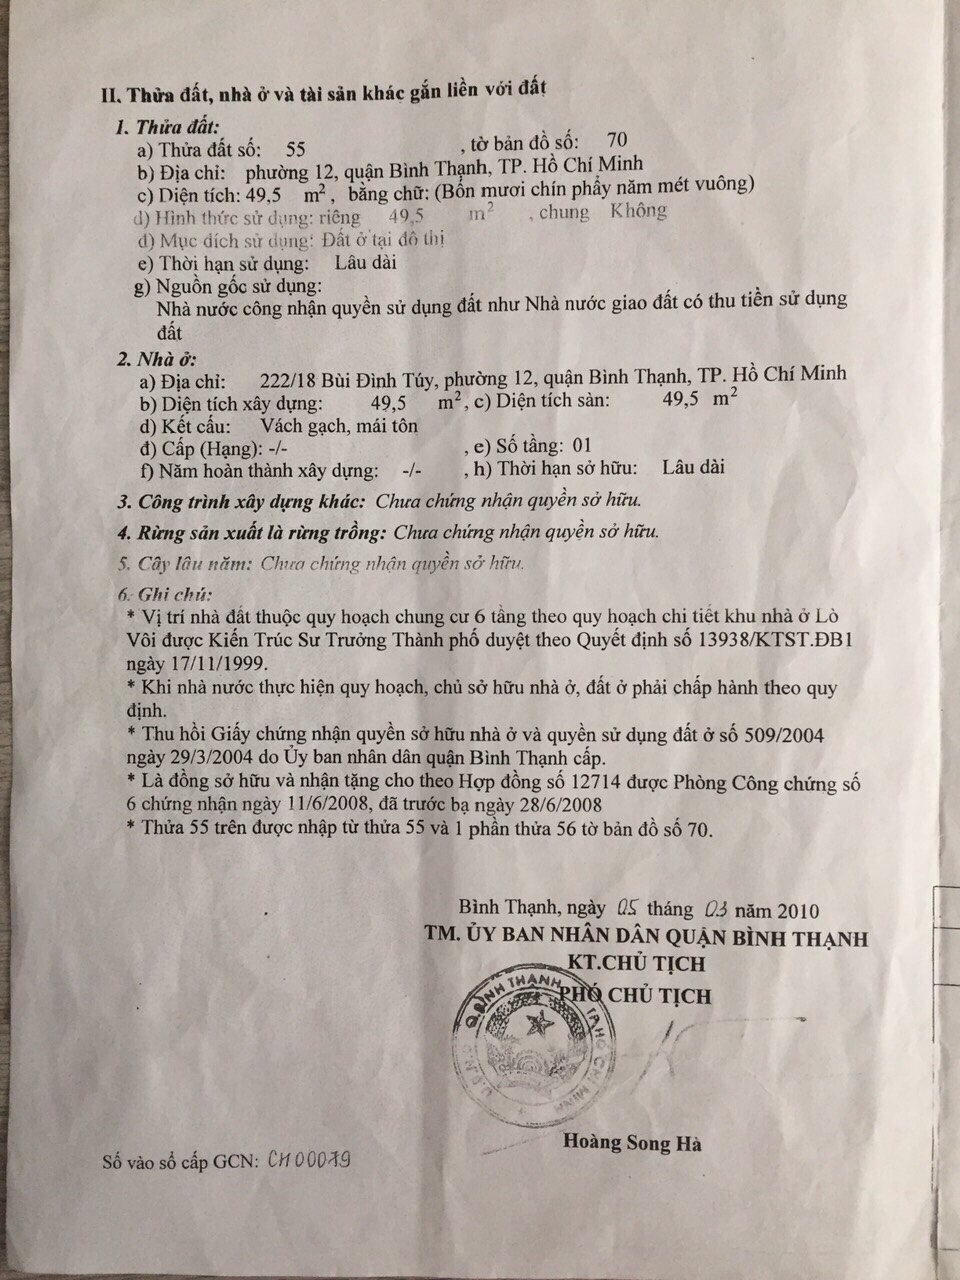 II. Thửa đất, nhà ở và tài sản khác gắn liền với đất
1. Thửa đất:
a) Thửa đất số: 55 , tờ bản đồ số: 70
b) Địa chỉ: phường 12, quận Bình Thạnh, TP. Hồ Chí Minh
c) Diện tích: 49,5 m², bằng chữ: (Bốn mươi chín phẩy năm mét vuông)
d) Hình thức sử dụng: riêng 49,5 m² , chung Không
đ) Mục đích sử dụng: Đất ở tại đô thị
e) Thời hạn sử dụng: Lâu dài
g) Nguồn gốc sử dụng:
Nhà nước công nhận quyền sử dụng đất như Nhà nước giao đất có thu tiền sử dụng
đất
2. Nhà ở:
a) Địa chỉ: 222/18 Bùi Đình Túy, phường 12, quận Bình Thạnh, TP. Hồ Chí Minh
b) Diện tích xây dựng: 49,5 m², c) Diện tích sàn: 49,5 m²
d) Kết cấu: Vách gạch, mái tôn
đ) Cấp (Hạng): -/- , e) Số tầng: 01
f) Năm hoàn thành xây dựng: -/- , h) Thời hạn sở hữu: Lâu dài
3. Công trình xây dựng khác: Chưa chứng nhận quyền sở hữu.
4. Rừng sản xuất là rừng trồng: Chưa chứng nhận quyền sở hữu.
5. Cây lâu năm: Chưa chứng nhận quyền sở hữu.
6. Ghi chú:
* Vị trí nhà đất thuộc quy hoạch chung cư 6 tầng theo quy hoạch chi tiết khu nhà ở Lò
Vôi được Kiến Trúc Sư Trưởng Thành phố duyệt theo Quyết định số 13938/KTST.ĐB1
ngày 17/11/1999.
* Khi nhà nước thực hiện quy hoạch, chủ sở hữu nhà ở, đất ở phải chấp hành theo quy
định.
* Thu hồi Giấy chứng nhận quyền sở hữu nhà ở và quyền sử dụng đất ở số 509/2004
ngày 29/3/2004 do Ủy ban nhân dân quận Bình Thạnh cấp.
* Là đồng sở hữu và nhận tặng cho theo Hợp đồng số 12714 được Phòng Công chứng số
6 chứng nhận ngày 11/6/2008, đã trước bạ ngày 28/6/2008
* Thửa 55 trên được nhập từ thửa 55 và 1 phần thửa 56 tờ bản đồ số 70.
Bình Thạnh, ngày 05 tháng 03 năm 2010
TM. ỦY BAN NHÂN DÂN QUẬN BÌNH THẠNH
KT.CHỦ TỊCH
PHÓ CHỦ TỊCH
Q.BÌNH THẠNH TP.HỒ CHÍ MINH
Hoàng Song Hà
Số vào sổ cấp GCN: CH00079